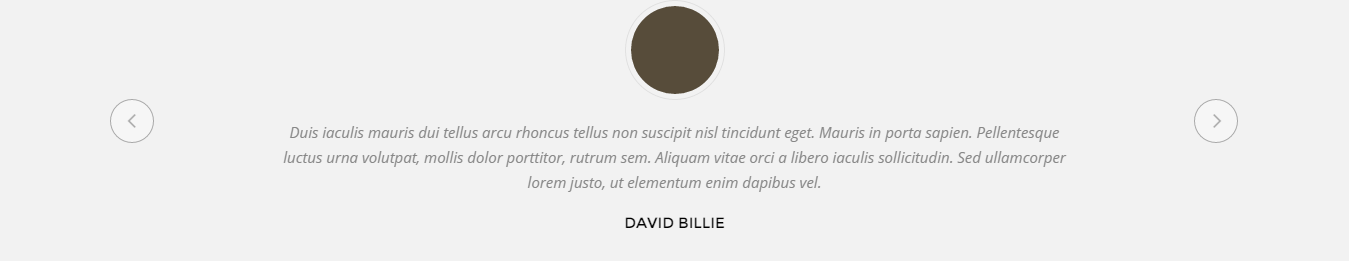 Duis iaculis mauris dui tellus arcu rhoncus tellus non suscipit nisl tincidunt eget. Mauris in porta sapien. Pellentesque
luctus urna volutpat, mollis dolor porttitor, rutrum sem. Aliquam vitae orci a libero iaculis sollicitudin. Sed ullamcorper
lorem justo, ut elementum enim dapibus vel.
DAVID BILLIE